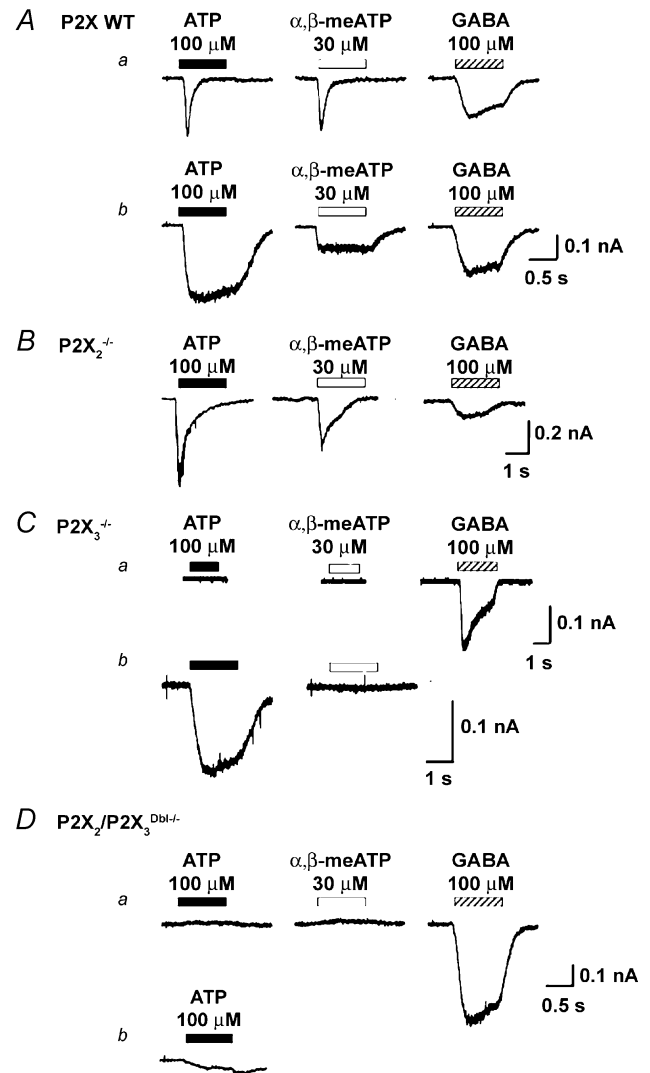 A P2X WT
ATP α,β-meATP GABA
100 μM 30 μM 100 μM
a
ATP α,β-meATP GABA
100 μM 30 μM 100 μM
b
0.1 nA
0.5 s
B P2X2-/-
ATP α,β-meATP GABA
100 μM 30 μM 100 μM
0.2 nA
1 s
C P2X3-/-
ATP α,β-meATP GABA
100 μM 30 μM 100 μM
a
0.1 nA
1 s
b
0.1 nA
1 s
D P2X2/P2X3Dbl-/-
ATP α,β-meATP GABA
100 μM 30 μM 100 μM
a
0.1 nA
0.5 s
ATP
100 μM
b